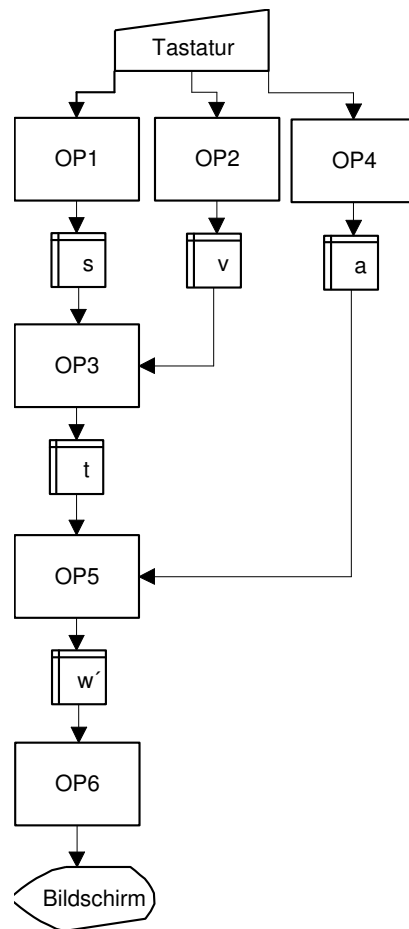 Tastatur
OP1
OP2
OP4
s
v
a
OP3
t
OP5
w´
OP6
Bildschirm